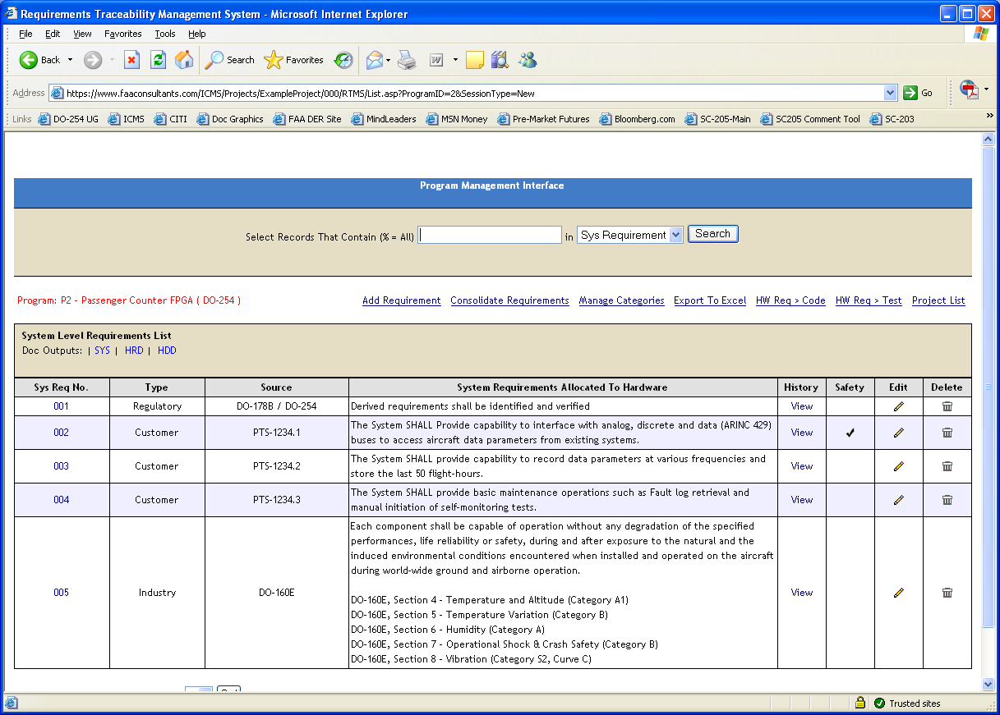 Requirements Traceability Management System - Microsoft Internet Explorer
File Edit View Favorites Tools Help
Back Search Favorites
Address https://www.faaconsultants.com/ICMS/Projects/ExampleProject/000/RTMS/List.asp?ProgramID=2&SessionType=New Go
Links DO-254 UG ICMS CITI Doc Graphics FAA DER Site MindLeaders MSN Money Pre-Market Futures Bloomberg.com SC-205-Main SC205 Comment Tool SC-203 »
Program Management Interface
Select Records That Contain (% = All) in Sys Requirement Search
Program: P2 - Passenger Counter FPGA ( DO-254 ) Add Requirement Consolidate Requirements Manage Categories Export To Excel HW Req > Code HW Req > Test Project List
System Level Requirements List
Doc Outputs: | SYS | HRD | HDD
Sys Req No. Type Source System Requirements Allocated To Hardware History Safety Edit Delete
001 Regulatory DO-178B / DO-254 Derived requirements shall be identified and verified View
002 Customer PTS-1234.1 The System SHALL Provide capability to interface with analog, discrete and data (ARINC 429)
buses to access aircraft data parameters from existing systems. View
003 Customer PTS-1234.2 The System SHALL provide capability to record data parameters at various frequencies and
store the last 50 flight-hours. View
004 Customer PTS-1234.3 The System SHALL provide basic maintenance operations such as Fault log retrieval and
manual initiation of self-monitoring tests. View
005 Industry DO-160E Each component shall be capable of operation without any degradation of the specified
performances, life reliability or safety, during and after exposure to the natural and the
induced environmental conditions encountered when installed and operated on the aircraft
during world-wide ground and airborne operation.
DO-160E, Section 4 - Temperature and Altitude (Category A1)
DO-160E, Section 5 - Temperature Variation (Category B)
DO-160E, Section 6 - Humidity (Category A)
DO-160E, Section 7 - Operational Shock & Crash Safety (Category B)
DO-160E, Section 8 - Vibration (Category S2, Curve C) View
Trusted sites